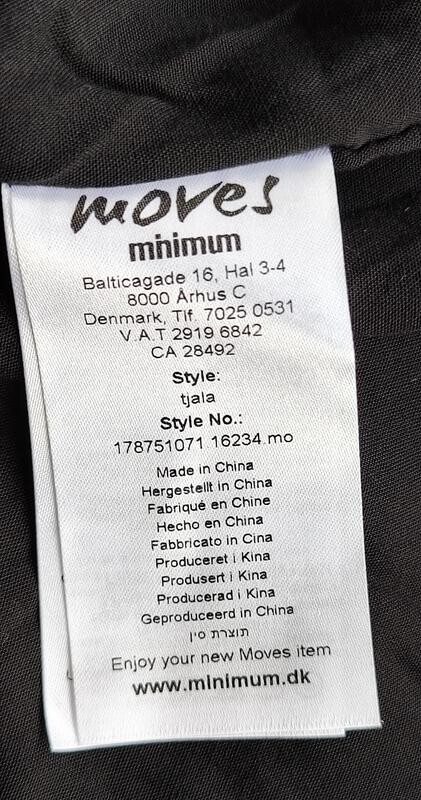 moves
minimum
Balticagade 16, Hal 3-4
8000 Århus C
Denmark, Tlf. 7025 0531
V.A.T 2919 6842
CA 28492
Style:
tjala
Style No.:
178751071 16234.mo
Made in China
Hergestellt in China
Fabriqué en Chine
Hecho en China
Fabbricato in Cina
Produceret i Kina
Produsert i Kina
Producerad i Kina
Geproduceerd in China
תוצרת סין
Enjoy your new Moves item
www.minimum.dk